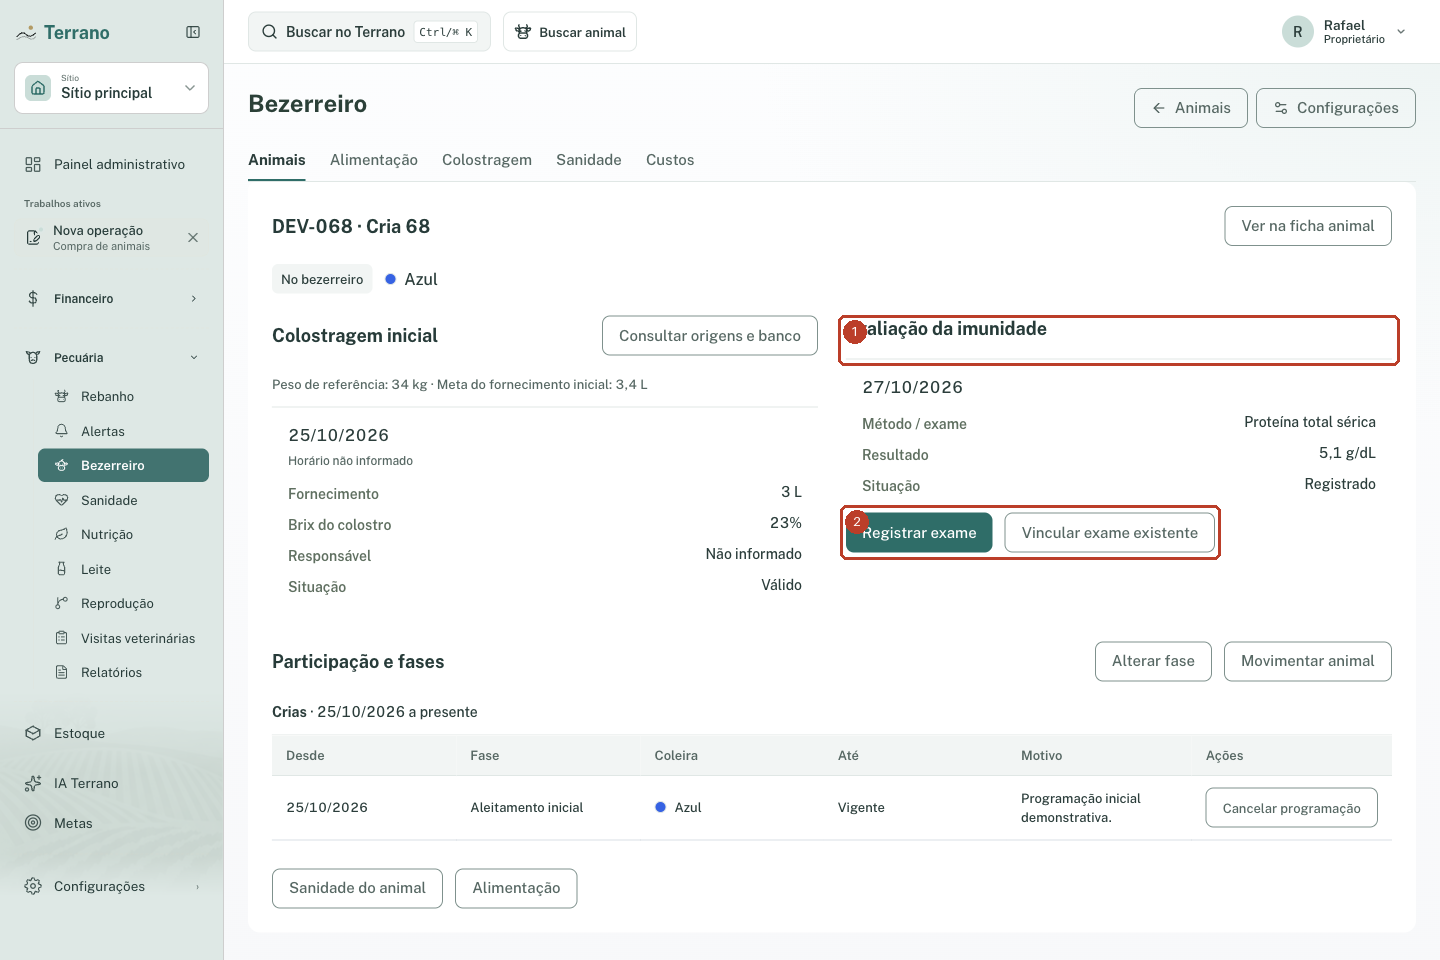 Terrano
Sítio
Sítio principal
Painel administrativo
Trabalhos ativos
Nova operação
Compra de animais
Financeiro
Pecuária
Rebanho
Alertas
Bezerreiro
Sanidade
Nutrição
Leite
Reprodução
Visitas veterinárias
Relatórios
Estoque
IA Terrano
Metas
Configurações
Buscar no Terrano
Ctrl/⌘ K
Buscar animal
R
Rafael
Proprietário
Bezerreiro
Animais
Configurações
Animais
Alimentação
Colostragem
Sanidade
Custos
DEV-068 · Cria 68
Ver na ficha animal
No bezerreiro
Azul
Colostragem inicial
Consultar origens e banco
Peso de referência: 34 kg · Meta do fornecimento inicial: 3,4 L
25/10/2026
Horário não informado
Fornecimento
3 L
Brix do colostro
23%
Responsável
Não informado
Situação
Válido
1
aliação da imunidade
27/10/2026
Método / exame
Proteína total sérica
Resultado
5,1 g/dL
Situação
Registrado
2
Registrar exame
Vincular exame existente
Participação e fases
Alterar fase
Movimentar animal
Crias · 25/10/2026 a presente
Desde
Fase
Coleira
Até
Motivo
Ações
25/10/2026
Aleitamento inicial
Azul
Vigente
Programação inicial
demonstrativa.
Cancelar programação
Sanidade do animal
Alimentação